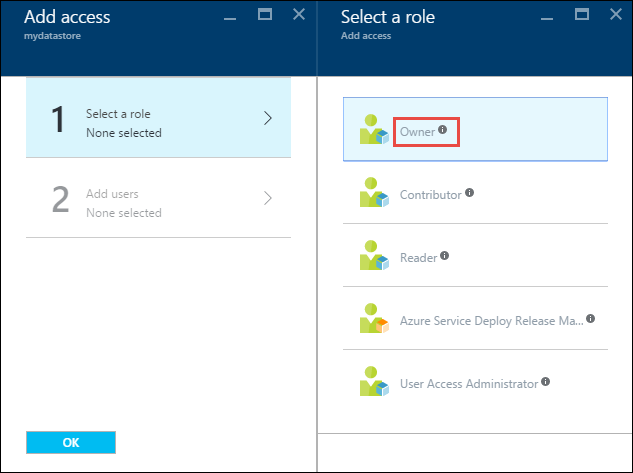 Add access
mydatastore
1
Select a role
None selected
2
Add users
None selected
OK
Select a role
Add access
Owner
Contributor
Reader
Azure Service Deploy Release Ma...
User Access Administrator